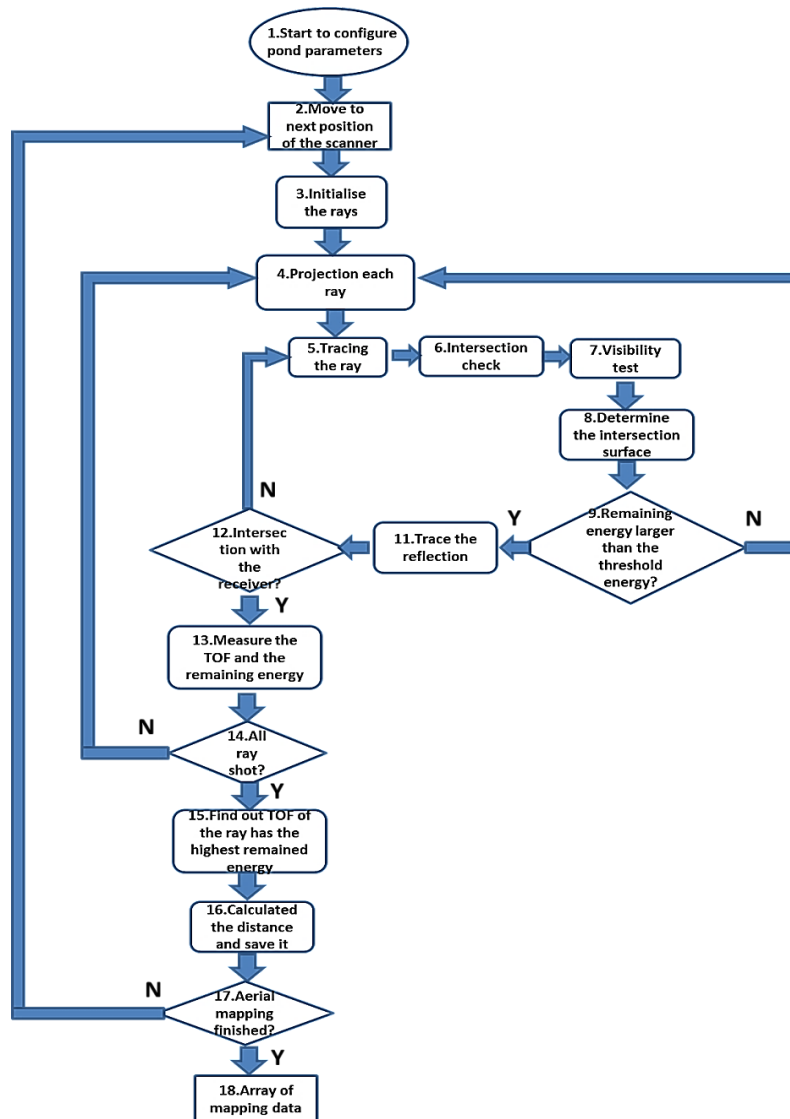 1.Start to configure
pond parameters
2.Move to
next position
of the scanner
3.Initialise
the rays
4.Projection each
ray
5.Tracing
the ray
6.Intersection
check
7.Visibility
test
8.Determine
the intersection
surface
9.Remaining
energy larger
than the
threshold
energy?
N
Y
11.Trace the
reflection
12.Intersec
tion with
the
receiver?
N
Y
13.Measure the
TOF and the
remaining energy
14.All
ray
shot?
N
Y
15.Find out TOF of
the ray has the
highest remained
energy
16.Calculated
the distance
and save it
17.Aerial
mapping
finished?
N
Y
18.Array of
mapping data